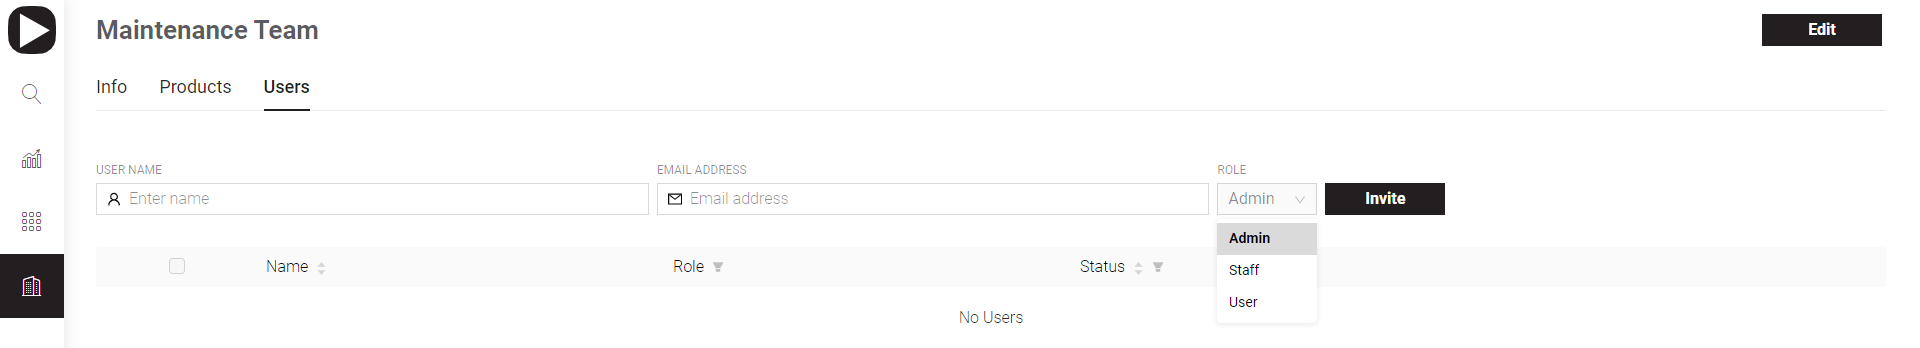 Maintenance Team
Edit
Info Products Users
USER NAME EMAIL ADDRESS ROLE
Enter name Email address Admin Invite
Admin
Name Role Status
Staff
User
No Users